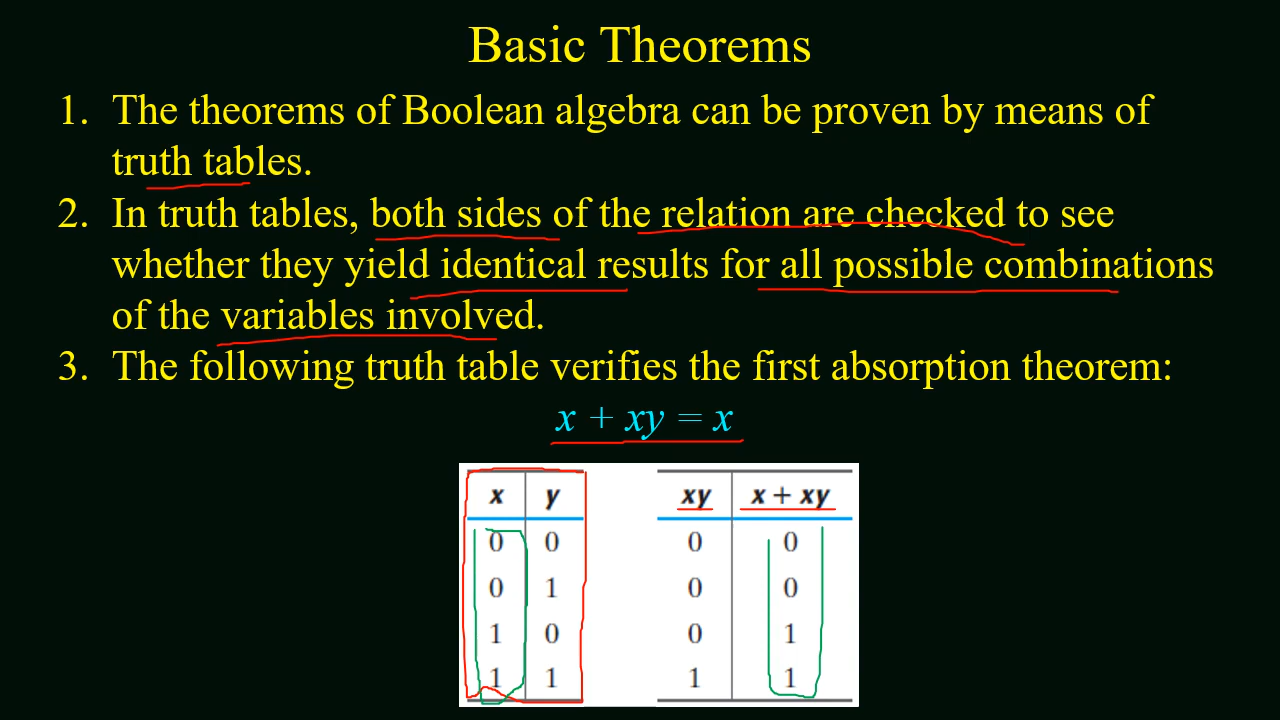 Basic Theorems
1. The theorems of Boolean algebra can be proven by means of
truth tables.
2. In truth tables, both sides of the relation are checked to see
whether they yield identical results for all possible combinations
of the variables involved.
3. The following truth table verifies the first absorption theorem:
x + xy = x
x y xy x + xy
0 0 0 0
0 1 0 0
1 0 0 1
1 1 1 1